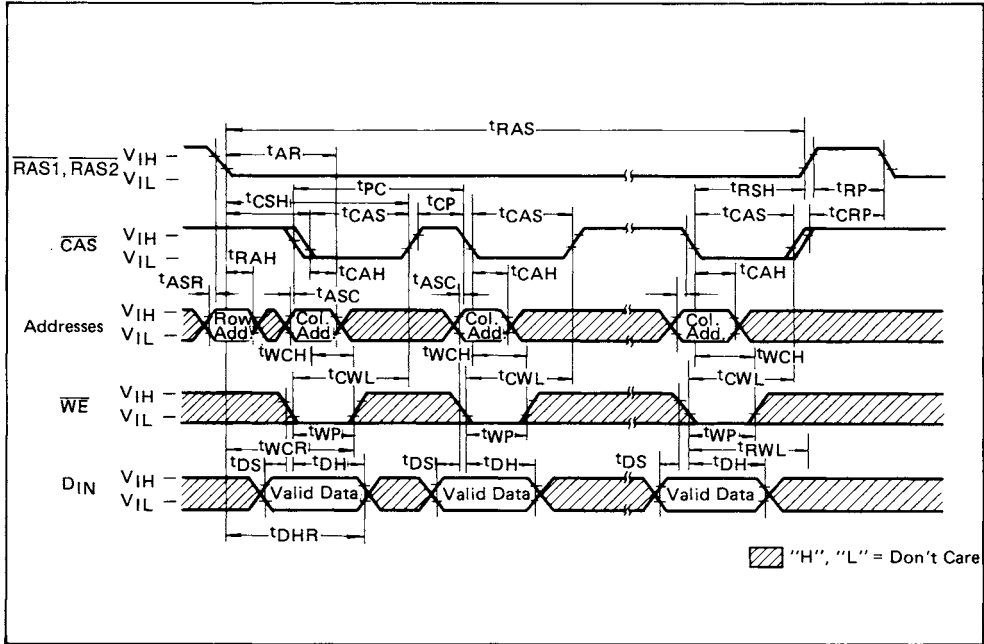 tRAS
tAR
RAS1, RAS2
VIH
VIL
tCSH
tPC
tCP
tRSH
tRP
tCAS
tCAS
tCAS
tCRP
CAS
VIH
VIL
tRAH
tCAH
tCAH
tCAH
tASR
tASC
tASC
Addresses
VIH
VIL
Row Add.
Col. Add.
Col. Add.
Col. Add.
tWCH
tWCH
tWCH
tCWL
tCWL
tCWL
WE
VIH
VIL
tWP
tWP
tWP
tWCR
tRWL
tDS
tDH
tDS
tDH
tDS
tDH
DIN
VIH
VIL
Valid Data
Valid Data
Valid Data
tDHR
"H", "L" = Don't Care